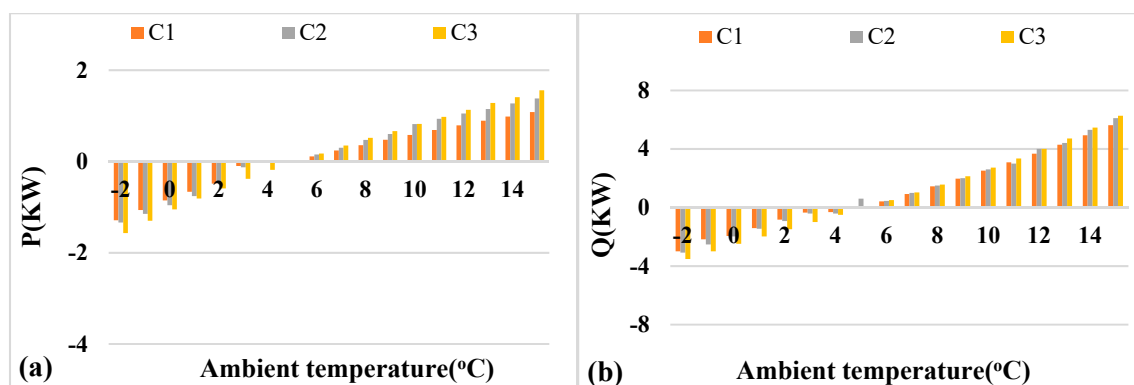 C1 C2 C3
2
0
-2
-4
P(KW)
-2 0 2 4 6 8 10 12 14
(a) Ambient temperature(°C)
C1 C2 C3
8
4
0
-4
-8
Q(KW)
-2 0 2 4 6 8 10 12 14
(b) Ambient temperature(°C)